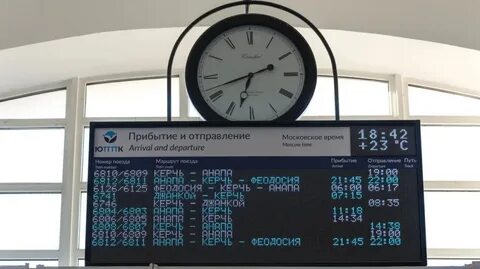 Прибытие и отправление
Arrival and departure
Московское время
Moscow time
18:42
+23°C
ЮТППК
Номер поезда Маршрут поезда Прибытие Отправление Путь
6810/6809 КЕРЧЬ - АНАПА 19:00
6812/6811 АНАПА - КЕРЧЬ - ФЕОДОСИЯ 21:45 22:00
6126/6125 ФЕОДОСИЯ - КЕРЧЬ - АНАПА 06:00 06:17
6741 ДЖАНКОЙ - КЕРЧЬ 07:15
6746 КЕРЧЬ - ДЖАНКОЙ 08:35
6804/6803 АНАПА - КЕРЧЬ 11:18
6806/6805 АНАПА - КЕРЧЬ 14:34
6808/6807 КЕРЧЬ - АНАПА 14:38
6810/6809 КЕРЧЬ - АНАПА 19:00
6812/6811 АНАПА - КЕРЧЬ - ФЕОДОСИЯ 21:45 22:00